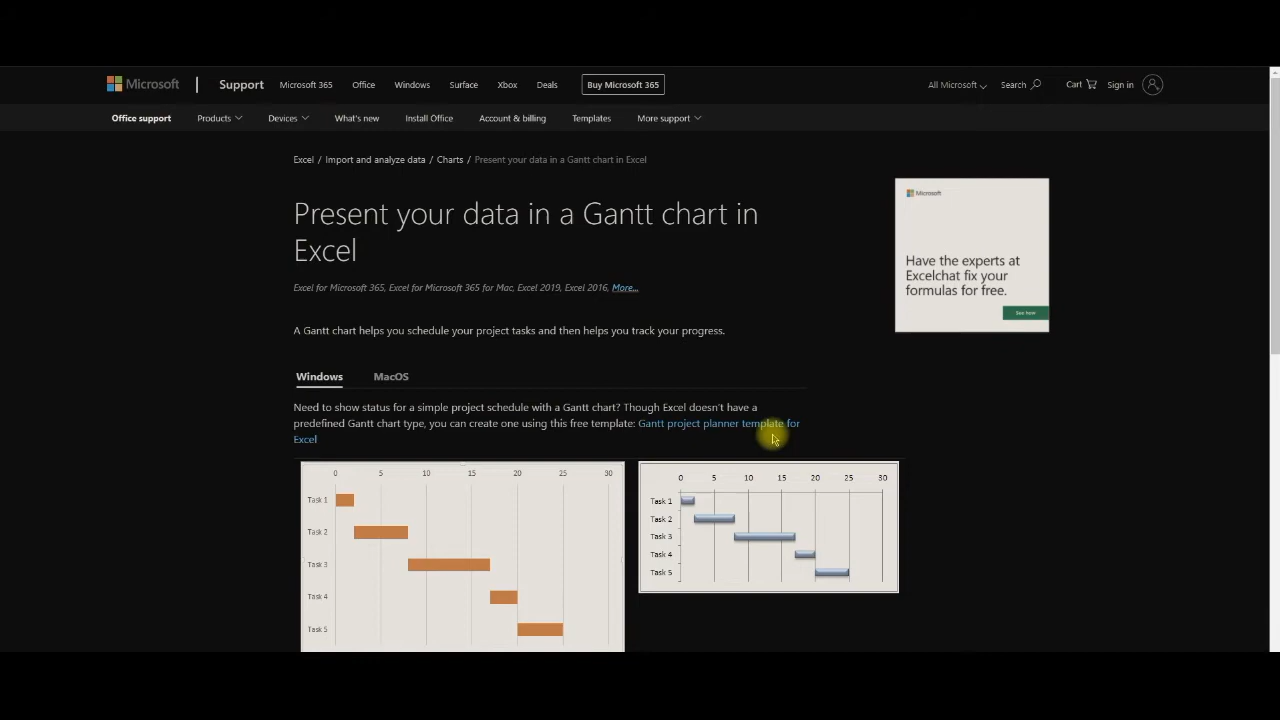 Microsoft
Support Microsoft 365 Office Windows Surface Xbox Deals Buy Microsoft 365 All Microsoft Search Cart Sign in
Office support Products Devices What's new Install Office Account & billing Templates More support
Excel / Import and analyze data / Charts / Present your data in a Gantt chart in Excel
Present your data in a Gantt chart in
Excel
Excel for Microsoft 365, Excel for Microsoft 365 for Mac, Excel 2019, Excel 2016, More...
A Gantt chart helps you schedule your project tasks and then helps you track your progress.
Microsoft
Have the experts at
Excelchat fix your
formulas for free.
See how
Windows MacOS
Need to show status for a simple project schedule with a Gantt chart? Though Excel doesn't have a
predefined Gantt chart type, you can create one using this free template: Gantt project planner template for
Excel
0 5 10 15 20 25 30
Task 1
Task 2
Task 3
Task 4
Task 5
0 5 10 15 20 25 30
Task 1
Task 2
Task 3
Task 4
Task 5